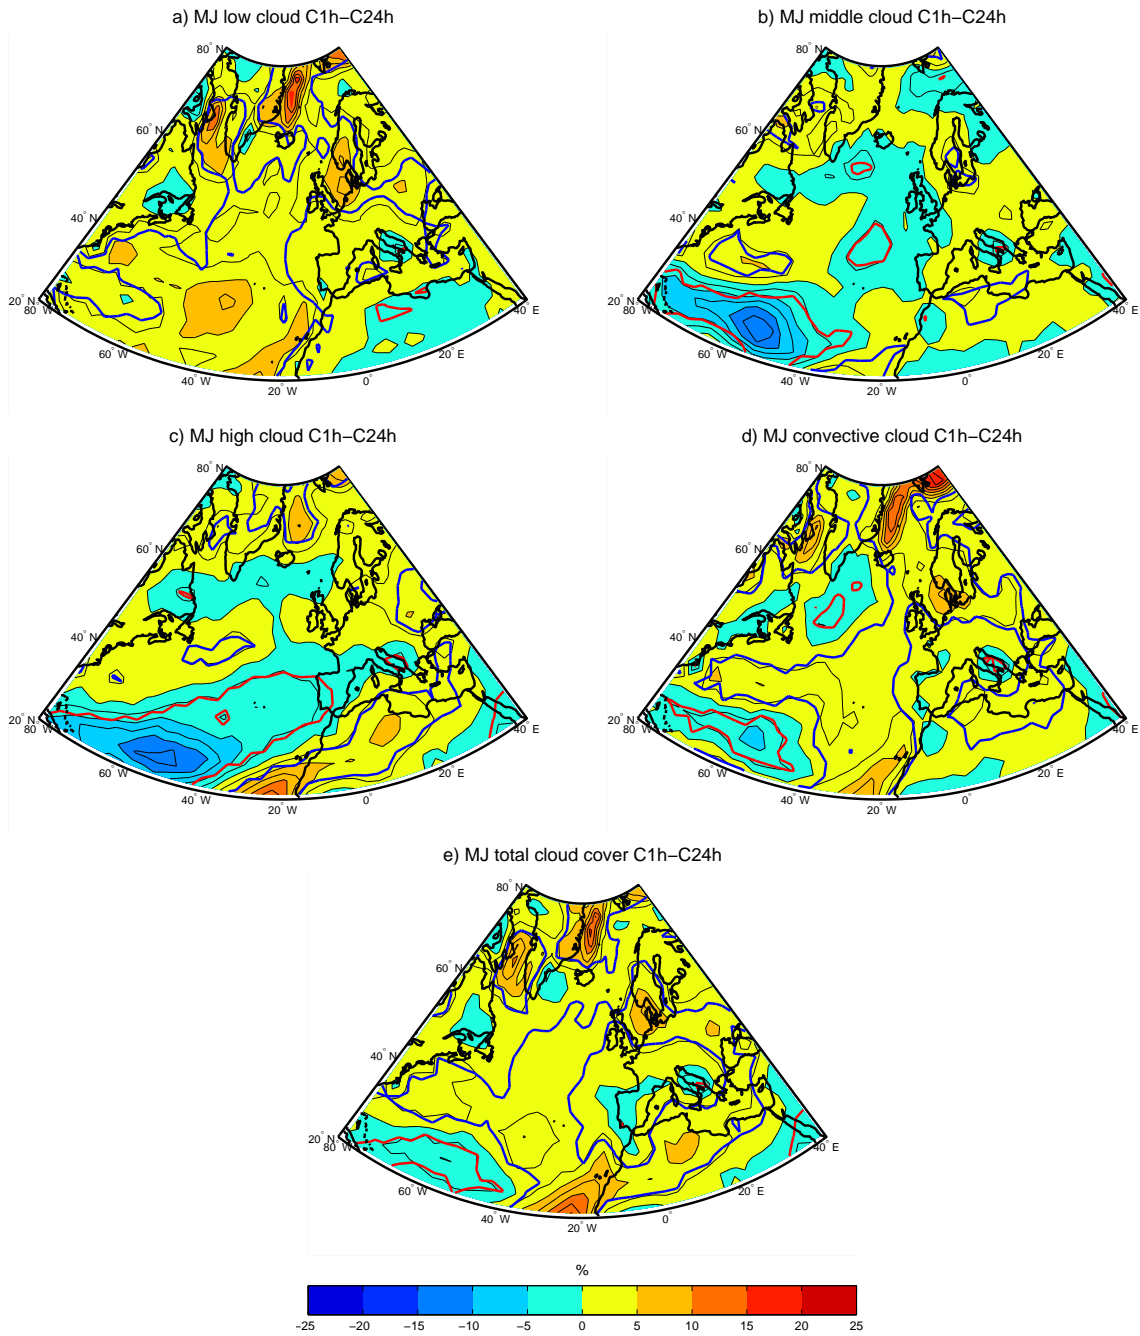 a) MJ low cloud C1h−C24h
b) MJ middle cloud C1h−C24h
80° N
60° N
40° N
20° N
80° W
60° W
40° W
20° W
0°
20° E
40° E
80° N
60° N
40° N
20° N
80° W
60° W
40° W
20° W
0°
20° E
40° E
c) MJ high cloud C1h−C24h
d) MJ convective cloud C1h−C24h
80° N
60° N
40° N
20° N
80° W
60° W
40° W
20° W
0°
20° E
40° E
80° N
60° N
40° N
20° N
80° W
60° W
40° W
20° W
0°
20° E
40° E
e) MJ total cloud cover C1h−C24h
80° N
60° N
40° N
20° N
80° W
60° W
40° W
20° W
0°
20° E
40° E
%
−25 −20 −15 −10 −5 0 5 10 15 20 25